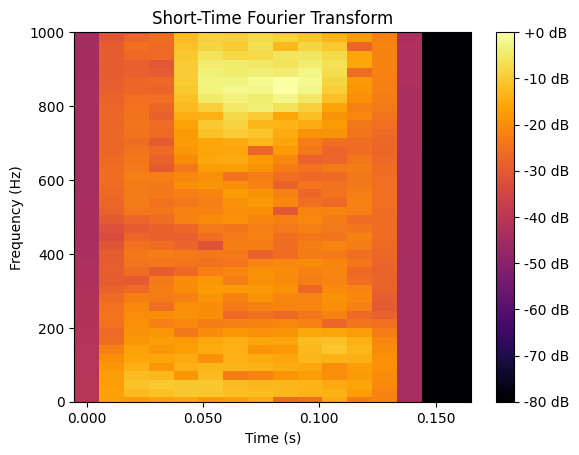 Short-Time Fourier Transform
1000
800
600
400
200
0
Frequency (Hz)
0.000
0.050
0.100
0.150
Time (s)
+0 dB
-10 dB
-20 dB
-30 dB
-40 dB
-50 dB
-60 dB
-70 dB
-80 dB